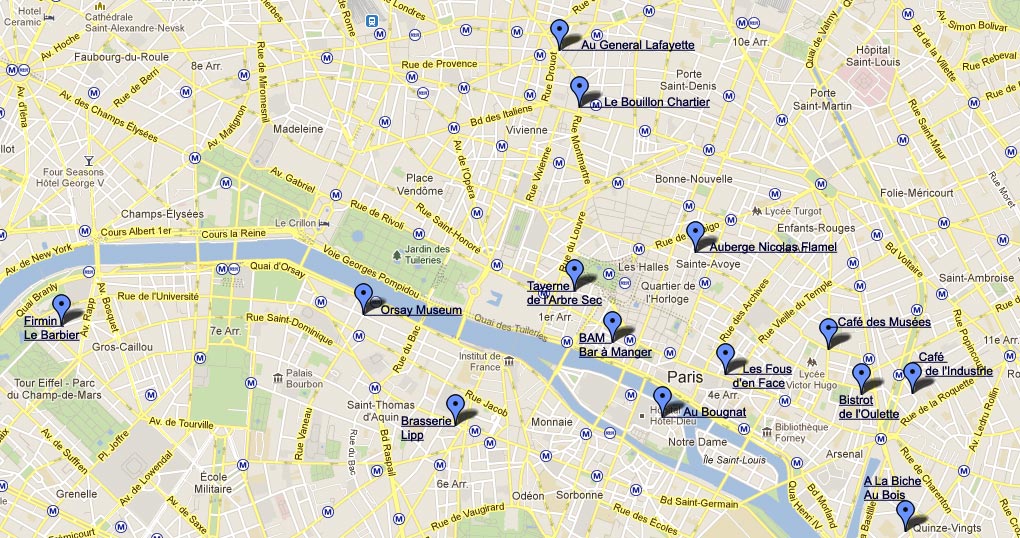 Hotel
Ceramic
Saint-Cathédrale
Alexandre-Nevsk
Av. Hoche
Faubourg-du-Roule
8e Arr.
Rue de Berri
Av. des Champs Élysées
Av. d'Iéna
Rue de Miromesnil
Av. Matignon
Madeleine
Four Seasons
Hôtel George V
Av. Gabriel
Champs-Élysées
Le Crillon
Cours Albert 1er
Cours la Reine
Av. de New York
de Rome
Rue de Londres
Rue de Provence
Bd des Italiens
Rue Drouot
Au General Lafayette
Le Bouillon Chartier
Rue Montmartre
Vivienne
Rue Vivienne
Av. de l'Opéra
Place
Vendôme
Rue de Rivoli
Rue Saint-Honoré
Jardin des
Tuileries
Voie Georges Pompidou
Quai d'Orsay
Quai Branly
Rue de l'Université
Av. Rapp
Av. Bosquet
Firmin
Le Barbier
Gros-Caillou
7e Arr.
Rue Saint-Dominique
Orsay Museum
Palais
Bourbon
Tour Eiffel - Parc
du Champ-de-Mars
Av. de Tourville
Av. de Suffren
Pl. Joffre
Av. de Lowendal
Grenelle
École
Militaire
Av. de Saxe
Rue Vaneau
Rue du Bac
Rue du Bac
Saint-Thomas
d'Aquin
Bd Raspail
Brasserie
Lipp
Rue Jacob
Institut de
France
Quai des Tuileries
Monnaie
6e Arr.
Odéon
Sorbonne
Rue de Vaugirard
Rue des Écoles
Bd Saint-Germain
10e Arr.
Porte
Saint-Denis
Porte
Saint-Martin
Quai de Valmy
Hôpital
Saint-Louis
Av. Simon Bolivar
Bd de la Villette
Rue Rebeval
Rue Saint-Maur
Rue Moret
Folie-Méricourt
Bonne-Nouvelle
Lycée Turgot
Enfants-Rouges
Auberge Nicolas Flamel
Sainte-Avoye
Les Halles
Quartier de
l'Horloge
Rue du Louvre
Taverne
de l'Arbre Sec
1er Arr.
BAM
Bar à Manger
Rue des Archives
Rue Vieille du Temple
Bd Voltaire
Saint-Ambroise
Café des Musées
Café
de l'Industrie
Rue Popincourt
11e Arr.
Lycée
Victor Hugo
Les Fous
d'en Face
Paris
4e Arr.
Bistrot
de l'Oulette
Rue de la Roquette
Av. Ledru Rollin
Au Bougnat
Hôtel-Dieu
Notre Dame
Île Saint-Louis
Bibliothèque
Forney
Arsenal
A La Biche
Au Bois
Quinze-Vingts
Rue de Charenton
Quai Henri IV
Bd Morland